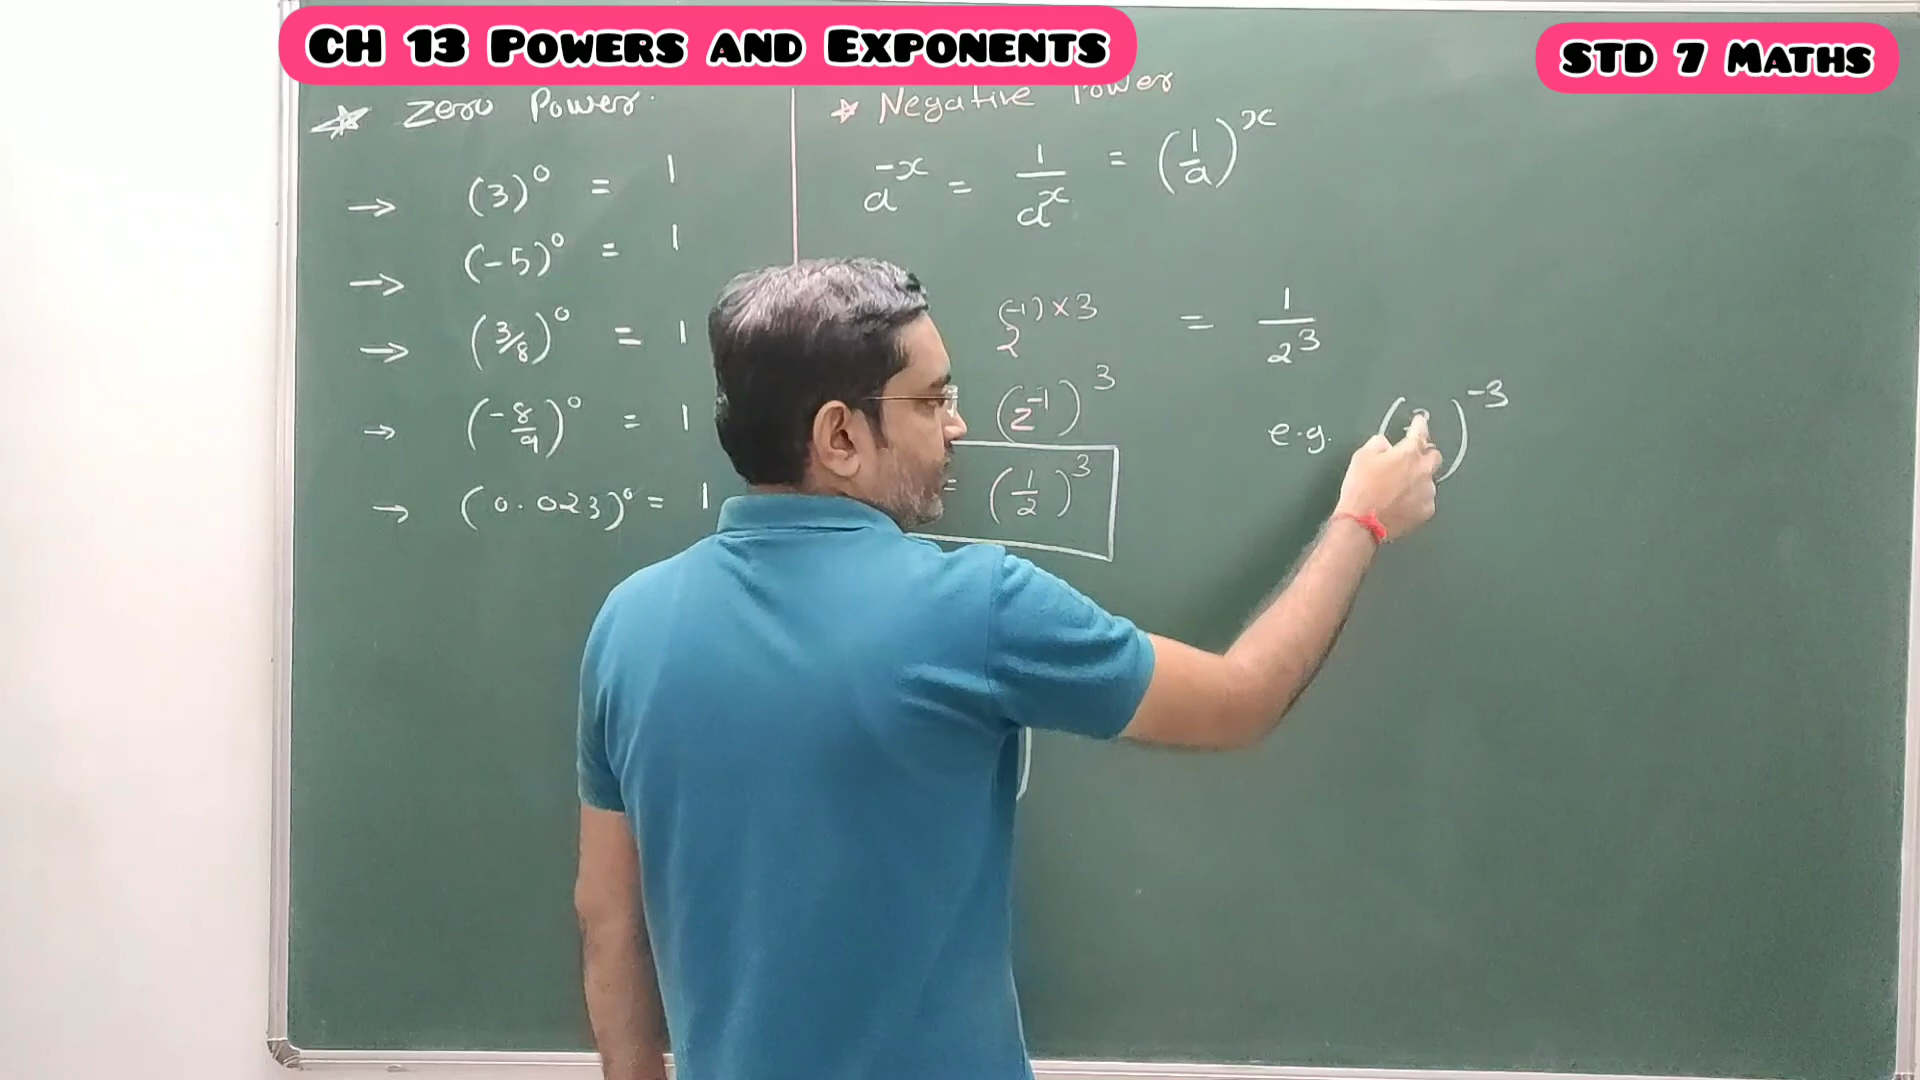 CH 13 POWERS AND EXPONENTS
STD 7 MATHS
Zero Power.
→ (3)⁰ = 1
→ (-5)⁰ = 1
→ (3/8)⁰ = 1
→ (-8/9)⁰ = 1
→ (0.023)⁰ = 1
Negative Power
a⁻ˣ = 1/aˣ = (1/a)ˣ
2⁽⁻¹⁾ˣ³ = 1/2³
(2⁻¹)³
= (1/2)³
e.g. ( )⁻³